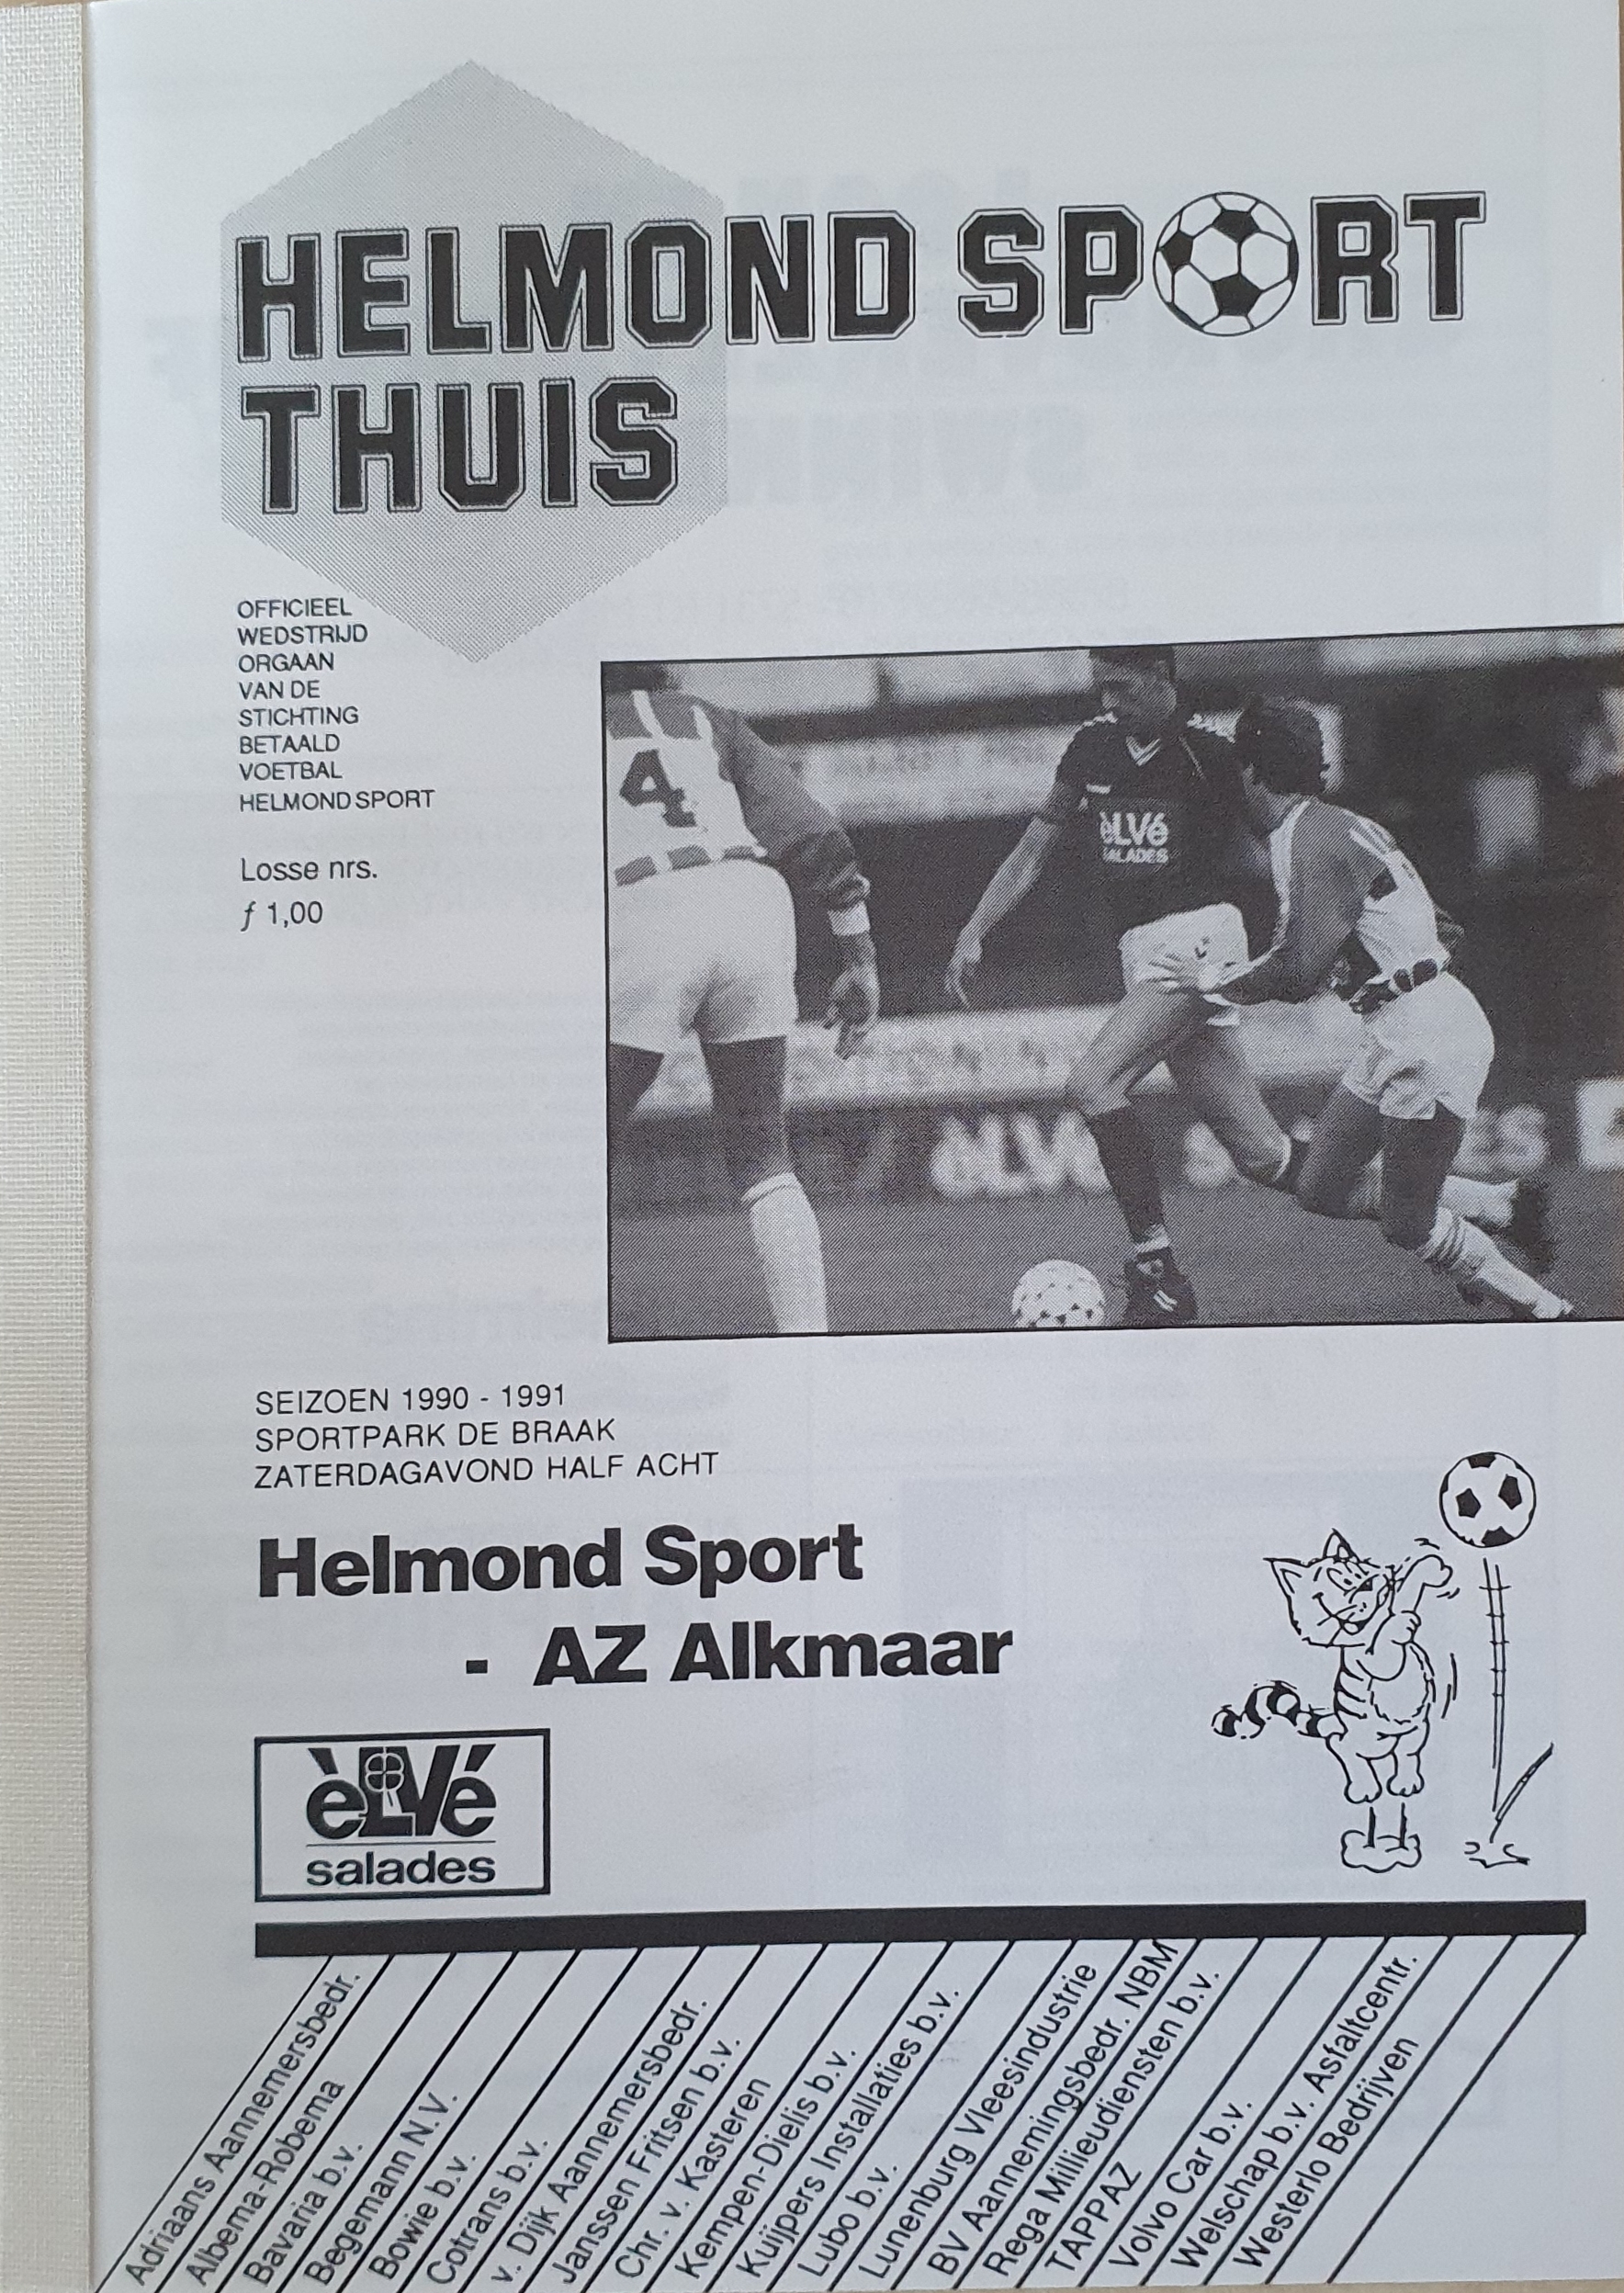 HELMOND SPORT
THUIS
OFFICIEEL
WEDSTRIJD
ORGAAN
VAN DE
STICHTING
BETAALD
VOETBAL
HELMOND SPORT
Losse nrs.
ƒ 1,00
4
èLVé
SALADES
SEIZOEN 1990 - 1991
SPORTPARK DE BRAAK
ZATERDAGAVOND HALF ACHT
Helmond Sport
- AZ Alkmaar
èLVé
salades
Adriaans Aannemersbedr.
Albema-Robema
Bavaria b.v.
Begemann N.V.
Bowie b.v.
Cotrans b.v.
v. Dijk Aannemersbedr.
Janssen Fritsen b.v.
Chr. v. Kasteren
Kempen-Dielis b.v.
Kuijpers Installaties b.v.
Lubo b.v.
Lunenburg Vleesindustrie
BV Aannemingsbedr. NBM
Rega Millieudiensten b.v.
TAPPAZ
Volvo Car b.v.
Welschap b.v. Asfaltcentr.
Westerlo Bedrijven